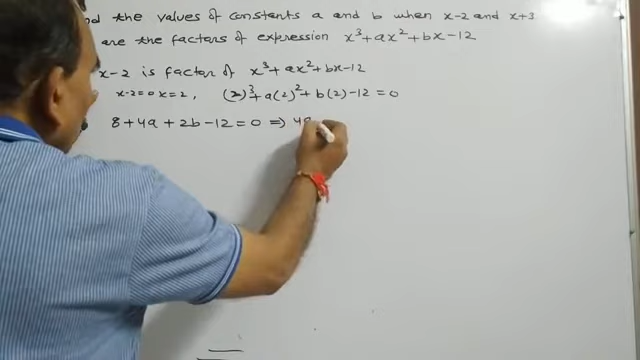 the values of constants a and b when x-2 and x+3
are the factors of expression x³+ax²+bx-12
x-2 is factor of x³+ax²+bx-12
x-2=0 x=2, (2)³+a(2)²+b(2)-12=0
8+4a+2b-12=0 ⇒ 4a